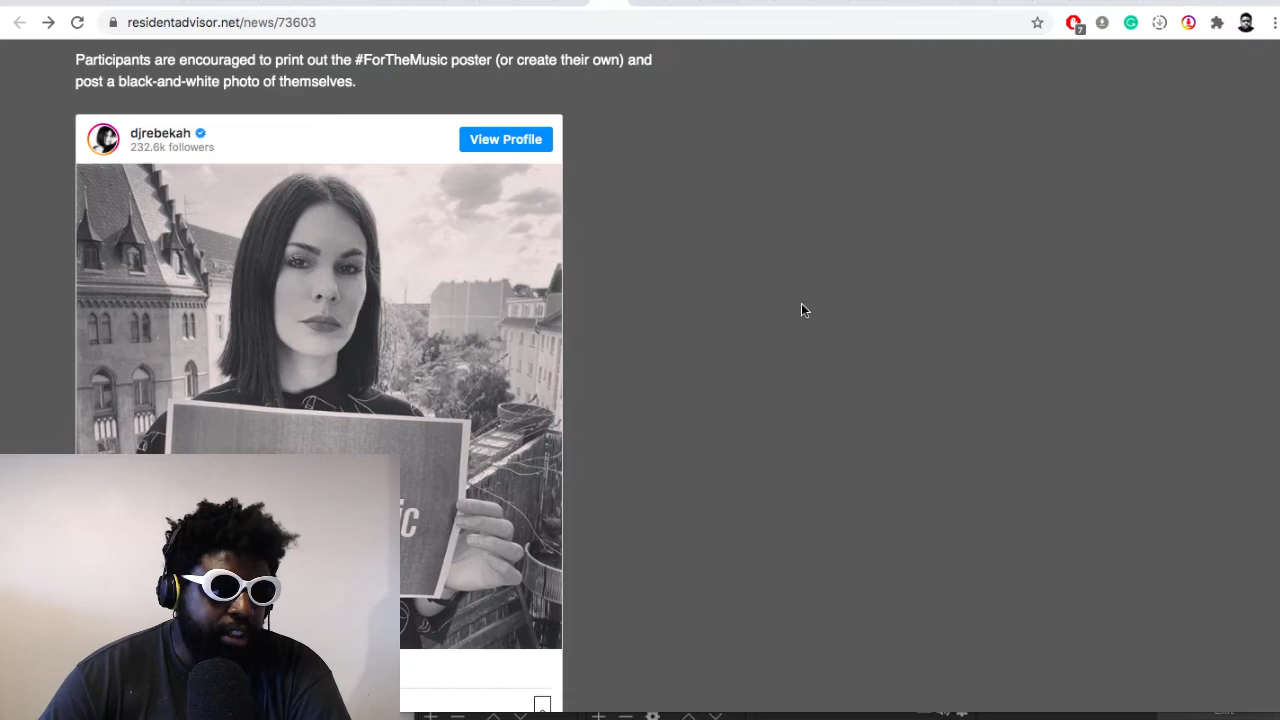 residentadvisor.net/news/73603
7
Participants are encouraged to print out the #ForTheMusic poster (or create their own) and
post a black-and-white photo of themselves.
djrebekah
232.6k followers
View Profile
ic